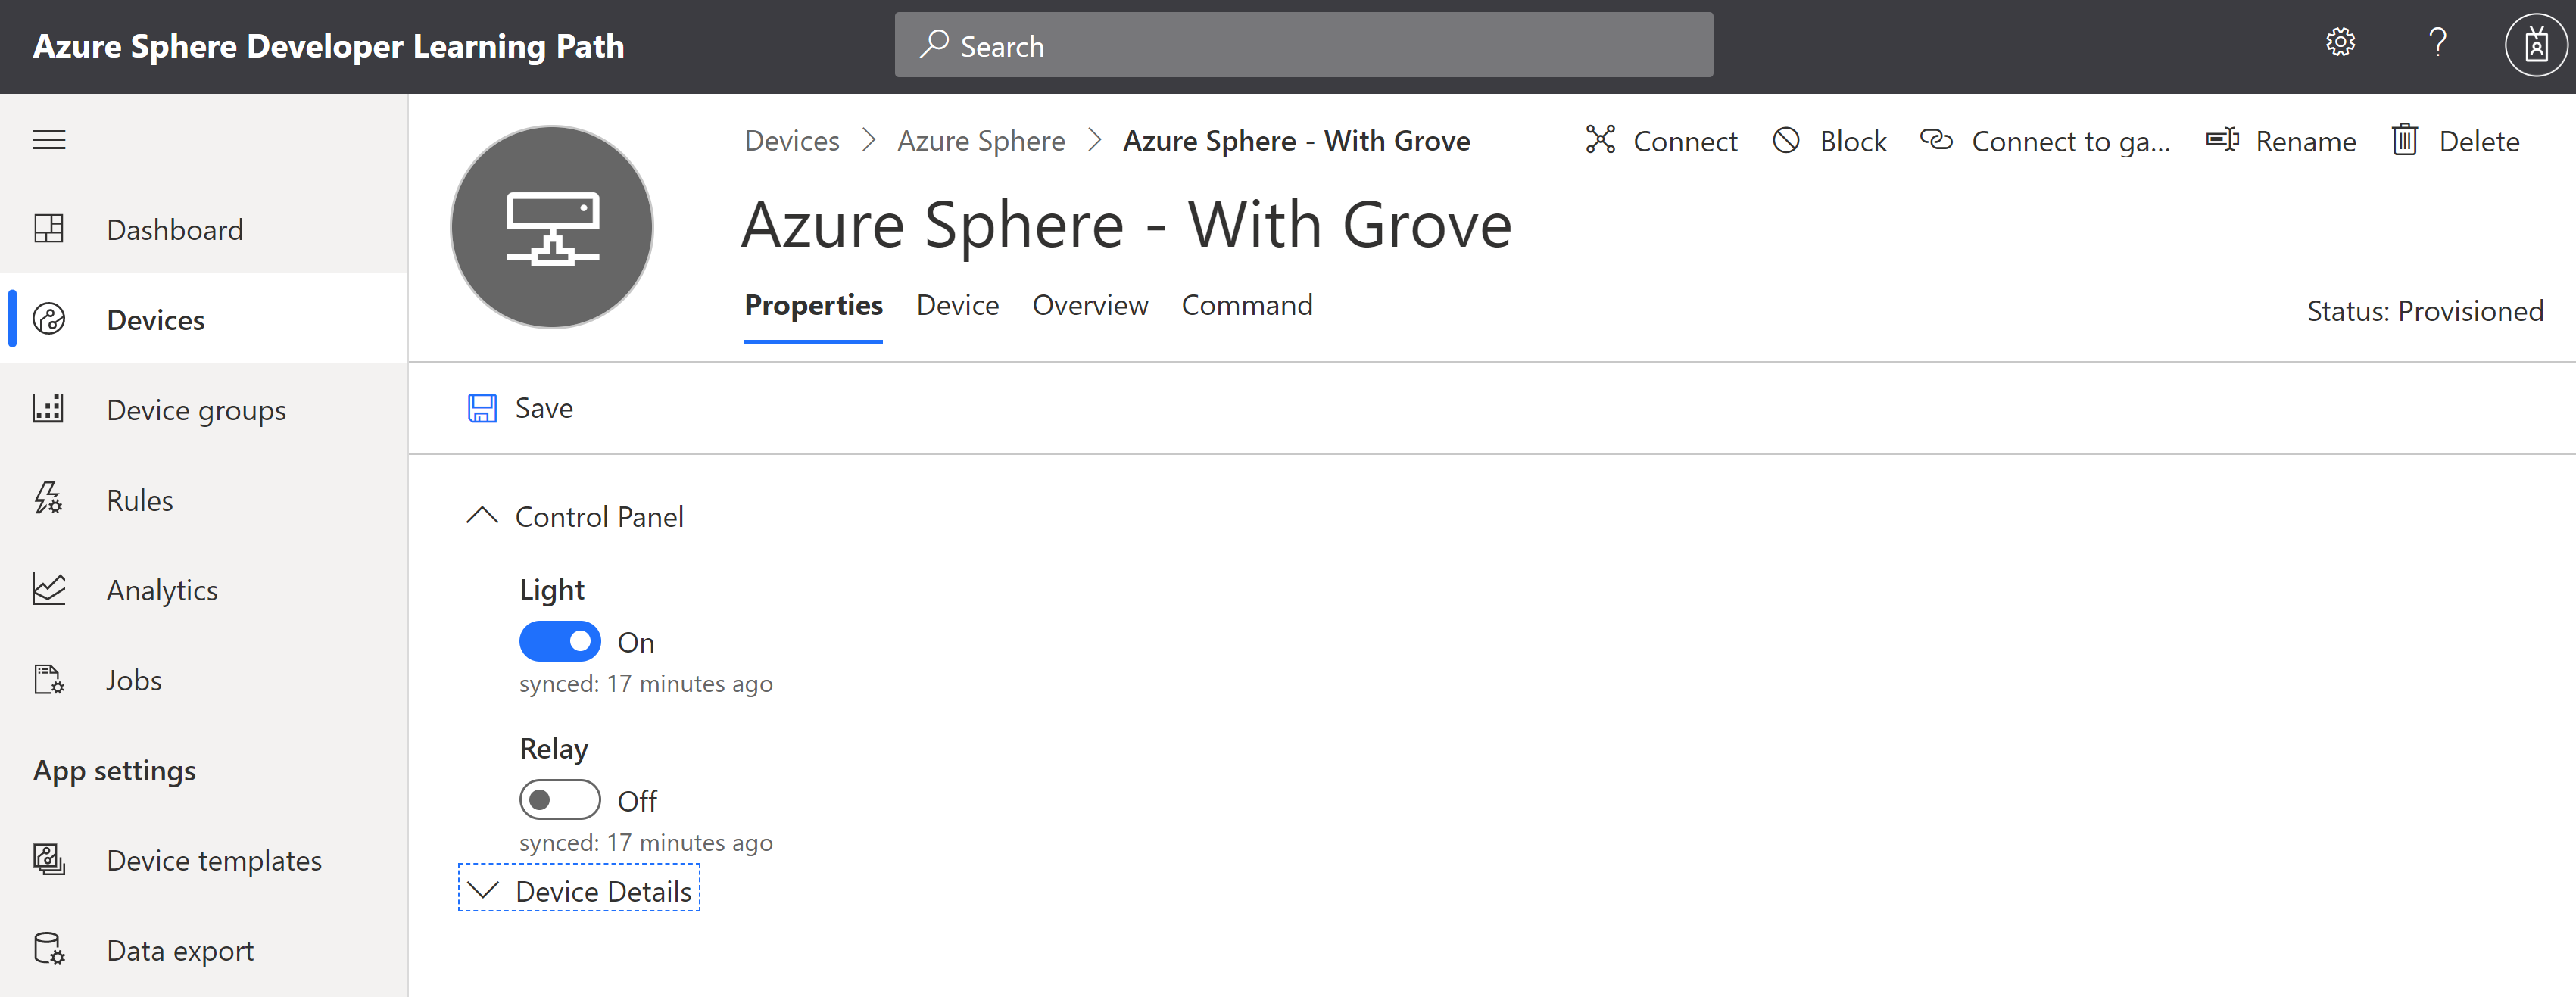 Azure Sphere Developer Learning Path
Search
Dashboard
Devices
Device groups
Rules
Analytics
Jobs
App settings
Device templates
Data export
Devices > Azure Sphere > Azure Sphere - With Grove
Connect Block Connect to ga... Rename Delete
Azure Sphere - With Grove
Properties Device Overview Command
Status: Provisioned
Save
Control Panel
Light
On
synced: 17 minutes ago
Relay
Off
synced: 17 minutes ago
Device Details